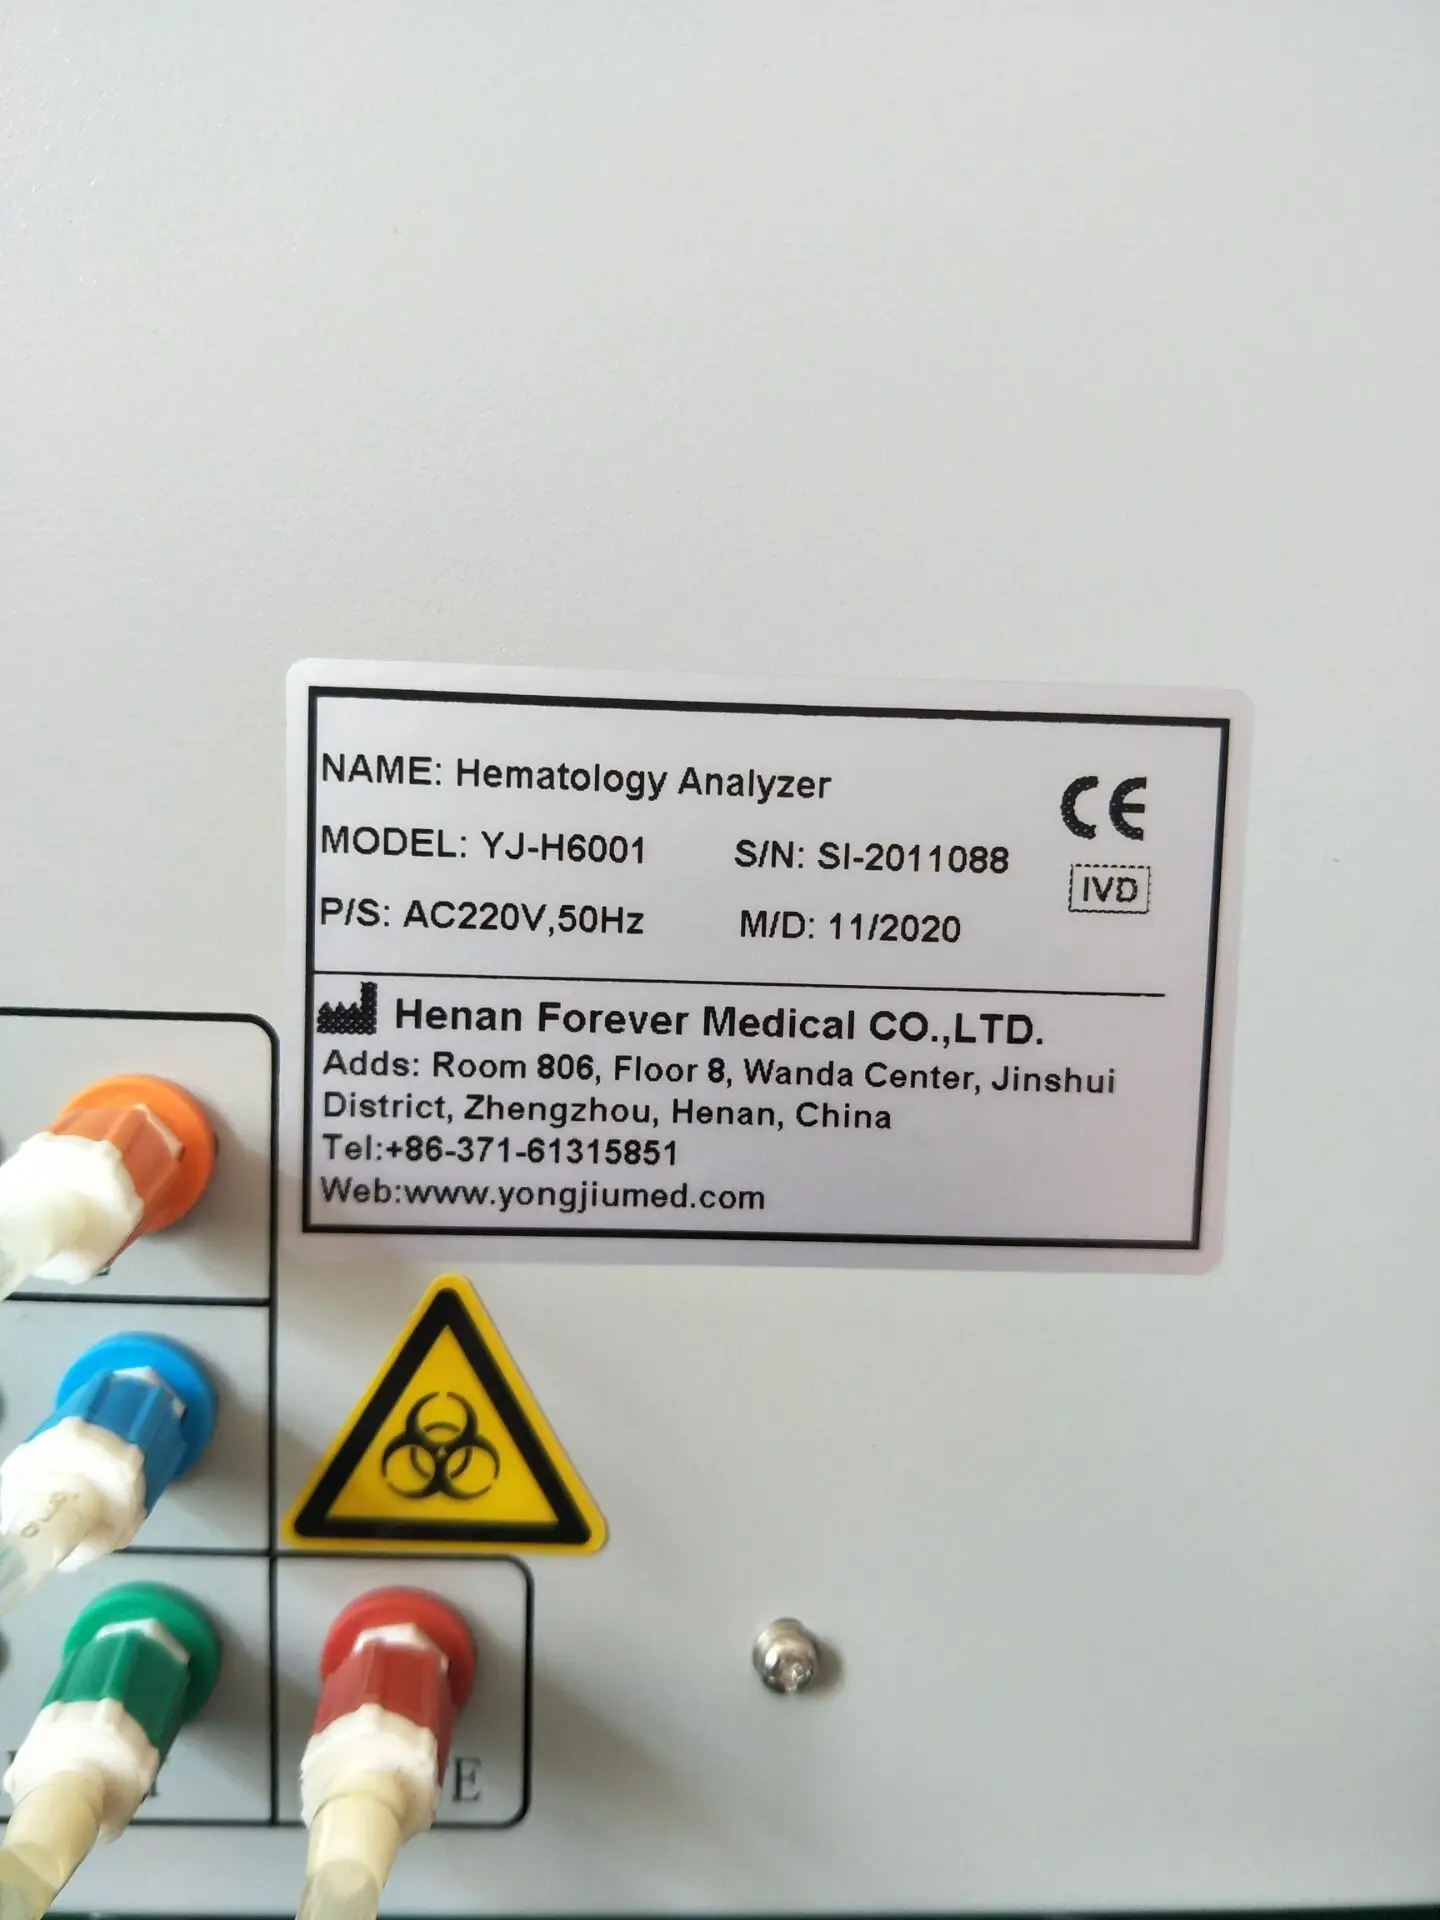 NAME: Hematology Analyzer
CE
MODEL: YJ-H6001 S/N: SI-2011088
IVD
P/S: AC220V,50Hz M/D: 11/2020
Henan Forever Medical CO.,LTD.
Adds: Room 806, Floor 8, Wanda Center, Jinshui
District, Zhengzhou, Henan, China
Tel:+86-371-61315851
Web:www.yongjiumed.com